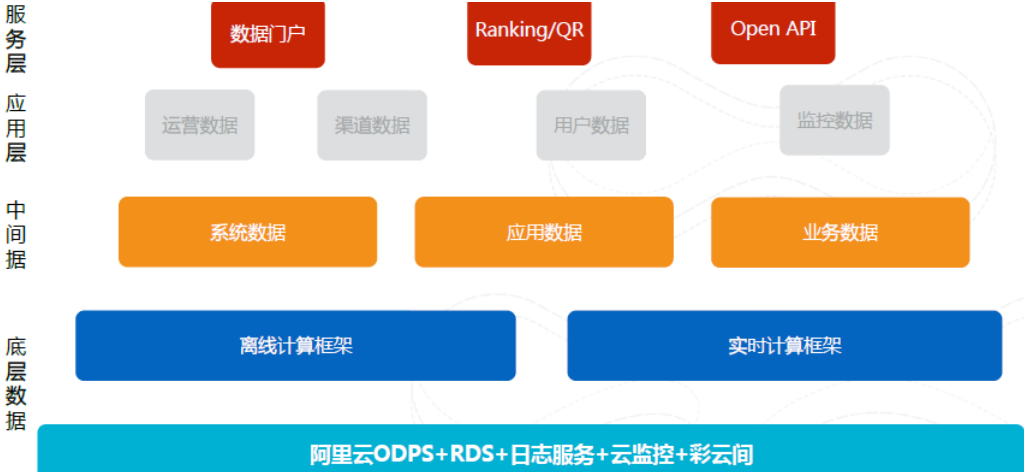 服务层
数据门户
Ranking/QR
Open API
应用层
运营数据
渠道数据
用户数据
监控数据
中间据
系统数据
应用数据
业务数据
底层数据
离线计算框架
实时计算框架
阿里云ODPS+RDS+日志服务+云监控+彩云间